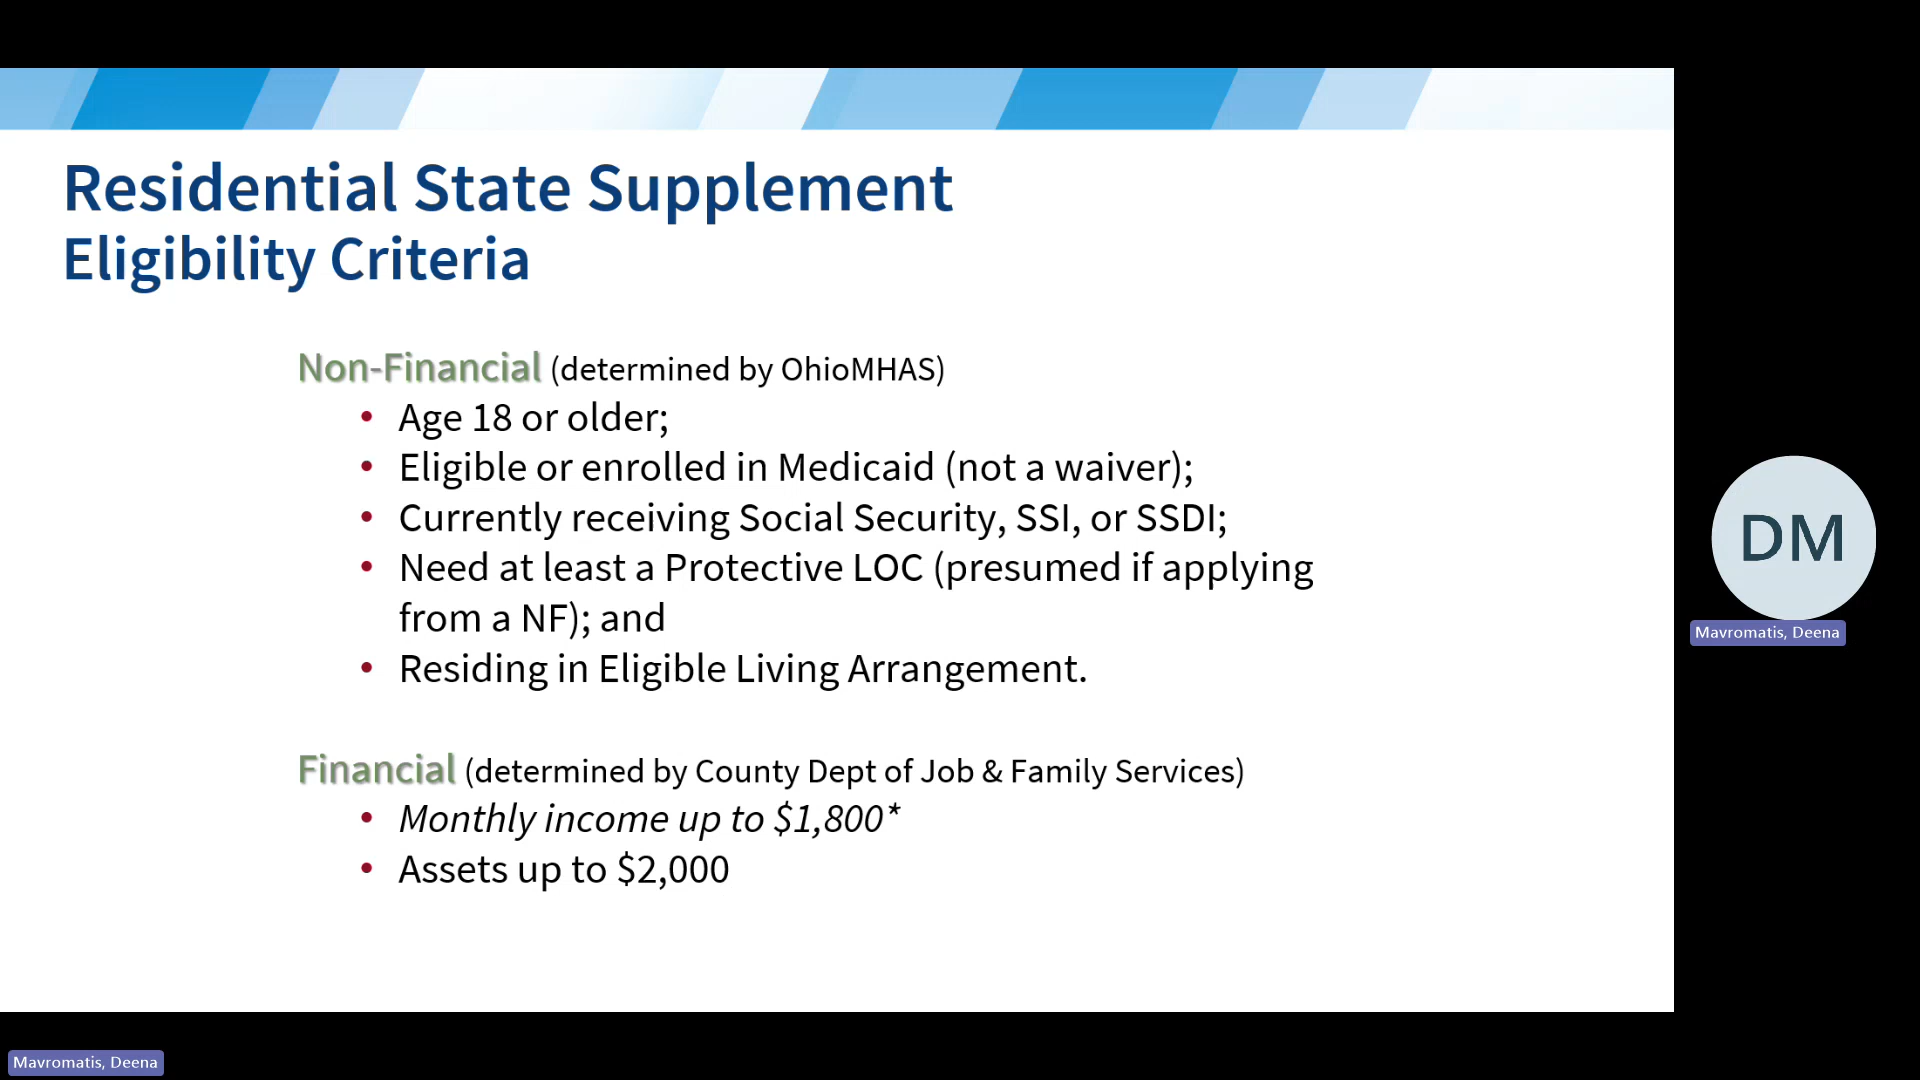 Residential State Supplement
Eligibility Criteria
Non-Financial (determined by OhioMHAS)
• Age 18 or older;
• Eligible or enrolled in Medicaid (not a waiver);
• Currently receiving Social Security, SSI, or SSDI;
• Need at least a Protective LOC (presumed if applying
from a NF); and
• Residing in Eligible Living Arrangement.
Financial (determined by County Dept of Job & Family Services)
• Monthly income up to $1,800*
• Assets up to $2,000
DM
Mavromatis, Deena
Mavromatis, Deena